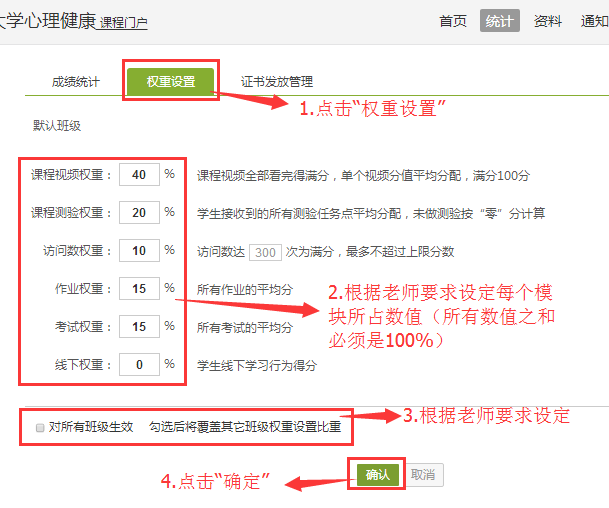 大学心理健康 课程门户 首页 统计 资料 通知
成绩统计 权重设置 证书发放管理
1.点击“权重设置”
默认班级
课程视频权重： 40 % 课程视频全部看完得满分，单个视频分值平均分配，满分100分
课程测验权重： 20 % 学生接收到的所有测验任务点平均分配，未做测验按“零”分计算
访问数权重： 10 % 访问数达 300 次为满分，最多不超过上限分数
作业权重： 15 % 所有作业的平均分
考试权重： 15 % 所有考试的平均分
线下权重： 0 % 学生线下学习行为得分
2.根据老师要求设定每个模
块所占数值（所有数值之和
必须是100%）
对所有班级生效 勾选后将覆盖其它班级权重设置比重
3.根据老师要求设定
确认 取消
4.点击“确定”